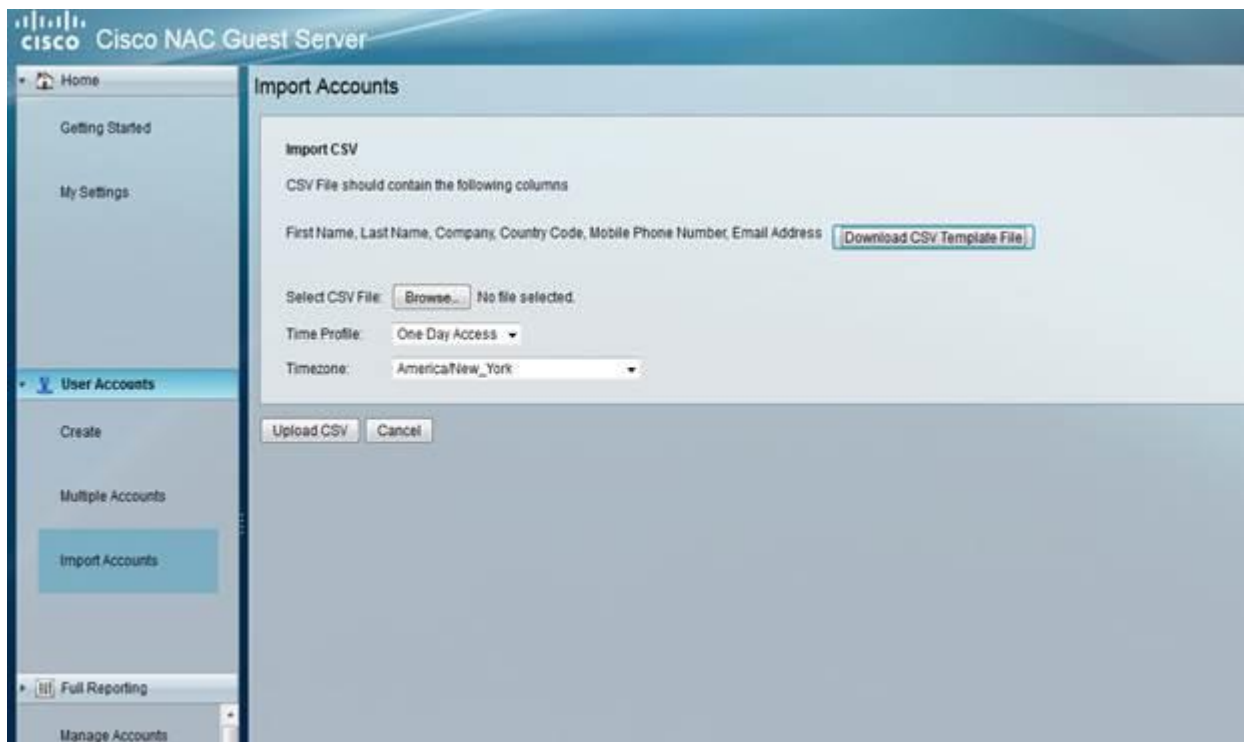 CISCO Cisco NAC Guest Server
Home
Getting Started
My Settings
User Accounts
Create
Multiple Accounts
Import Accounts
Full Reporting
Manage Accounts
Import Accounts
Import CSV
CSV File should contain the following columns
First Name, Last Name, Company, Country Code, Mobile Phone Number, Email Address Download CSV Template File
Select CSV File: Browse... No file selected.
Time Profile: One Day Access
Timezone: America/New_York
Upload CSV Cancel